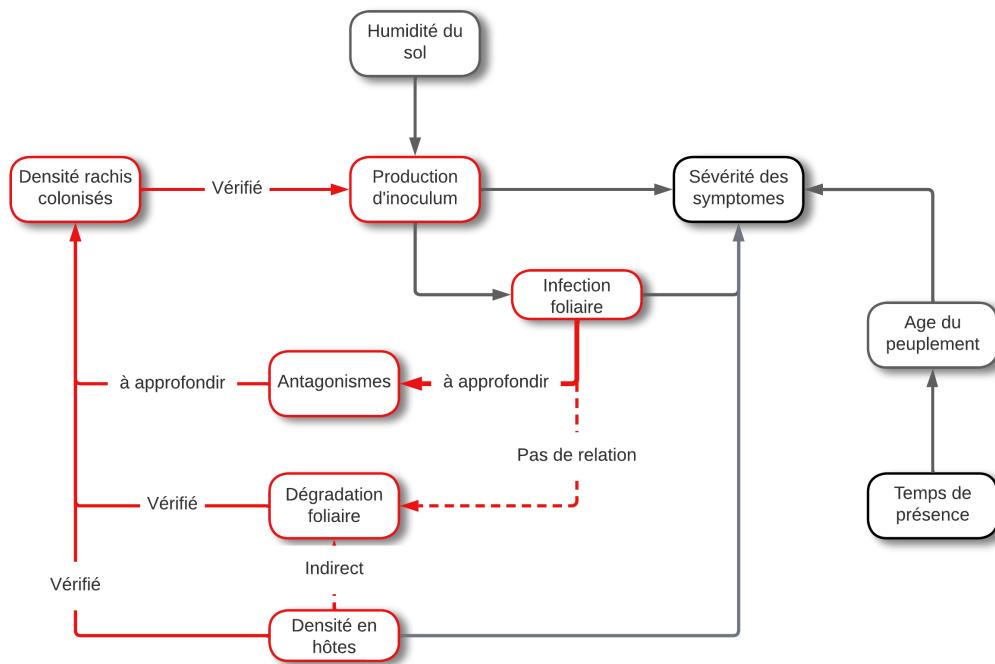 Humidité du
sol
Densité rachis
colonisés
Vérifié
Production
d'inoculum
Sévérité des
symptomes
Infection
foliaire
Age du
peuplement
à approfondir
Antagonismes
à approfondir
Pas de relation
Vérifié
Dégradation
foliaire
Temps de
présence
Indirect
Vérifié
Densité en
hôtes